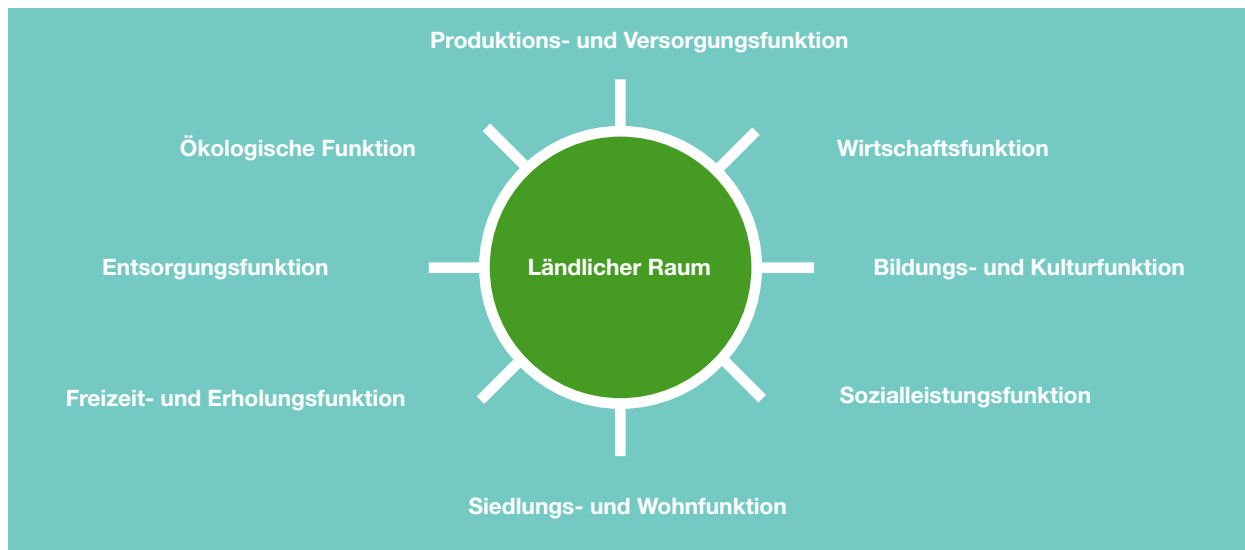 Produktions- und Versorgungsfunktion
Ökologische Funktion
Wirtschaftsfunktion
Entsorgungsfunktion
Ländlicher Raum
Bildungs- und Kulturfunktion
Freizeit- und Erholungsfunktion
Sozialleistungsfunktion
Siedlungs- und Wohnfunktion